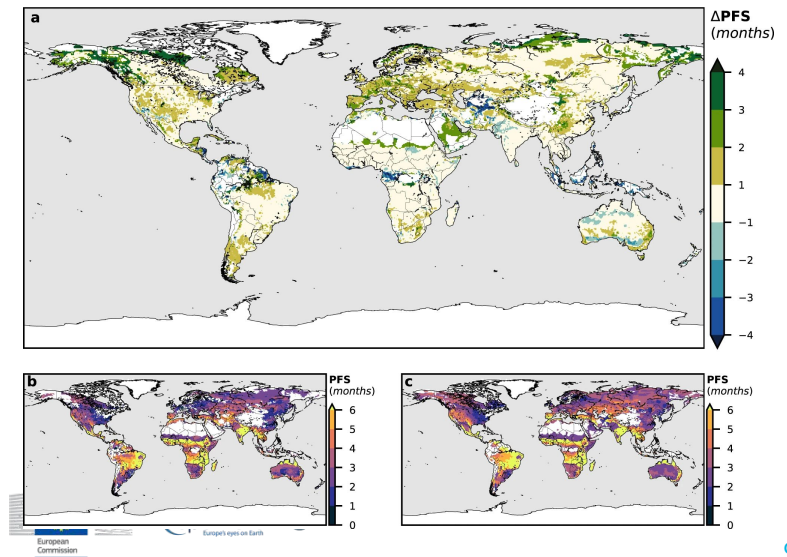 a
ΔPFS
(months)
4
3
2
1
−1
−2
−3
−4
b
PFS
(months)
6
5
4
3
2
1
0
c
PFS
(months)
6
5
4
3
2
1
0
European
Commission
Europe's eyes on Earth